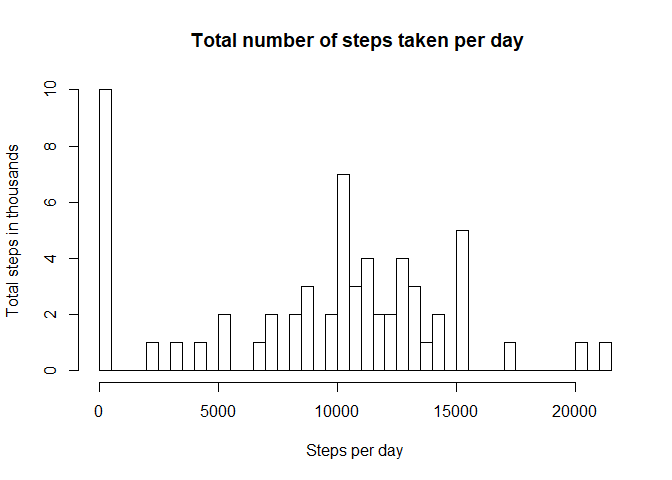 Total number of steps taken per day
Total steps in thousands
10
8
6
4
2
0
0 5000 10000 15000 20000
Steps per day